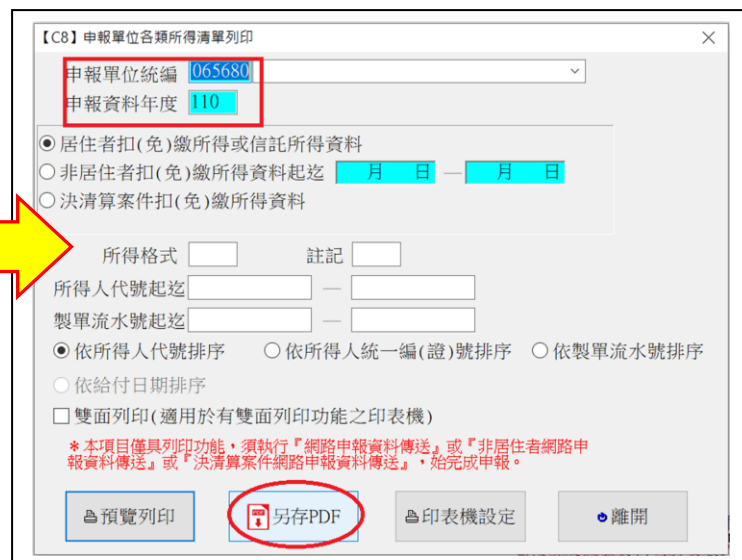 【C8】申報單位各類所得清單列印
申報單位統編 065680
申報資料年度 110
居住者扣(免)繳所得或信託所得資料
非居住者扣(免)繳所得資料起迄 月 日 — 月 日
決清算案件扣(免)繳所得資料
所得格式 註記
所得人代號起迄 —
製單流水號起迄 —
依所得人代號排序 依所得人統一編(證)號排序 依製單流水號排序
依給付日期排序
雙面列印(適用於有雙面列印功能之印表機)
＊本項目僅具列印功能，須執行『網路申報資料傳送』或『非居住者網路申
報資料傳送』或『決清算案件網路申報資料傳送』，始完成申報。
預覽列印 另存PDF 印表機設定 離開